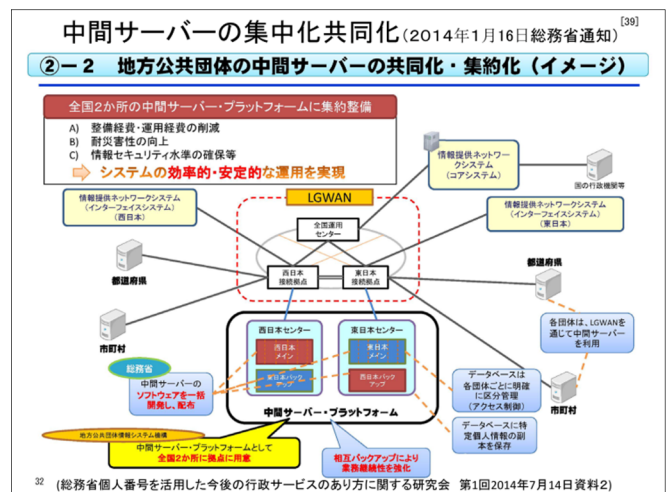 中間サーバーの集中化共同化(2014年1月16日総務省通知)
[39]
②-2 地方公共団体の中間サーバーの共同化・集約化(イメージ)
全国2か所の中間サーバー・プラットフォームに集約整備
A) 整備経費・運用経費の削減
B) 耐災害性の向上
C) 情報セキュリティ水準の確保等
システムの効率的・安定的な運用を実現
情報提供ネットワー
クシステム
(コアシステム)
国の行政機関等
情報提供ネットワークシステム
(インターフェイスシステム)
(西日本)
LGWAN
情報提供ネットワークシステム
(インターフェイスシステム)
(東日本)
全国運用
センター
西日本
接続拠点
東日本
接続拠点
都道府県
都道府県
市町村
市町村
各団体は、LGWANを
通じて中間サーバー
を利用
西日本センター
西日本
メイン
東日本バック
アップ
東日本センター
東日本
メイン
西日本バック
アップ
中間サーバー・プラットフォーム
総務省
中間サーバーの
ソフトウェアを一括
開発し、配布
データベースは
各団体ごとに明確
に区分管理
(アクセス制御)
データベースに特
定個人情報の副
本を保存
地方公共団体情報システム機構
中間サーバー・プラットフォームとして
全国2か所に拠点に用意
相互バックアップにより
業務継続性を強化
32
(総務省個人番号を活用した今後の行政サービスのあり方に関する研究会 第1回2014年7月14日資料2)